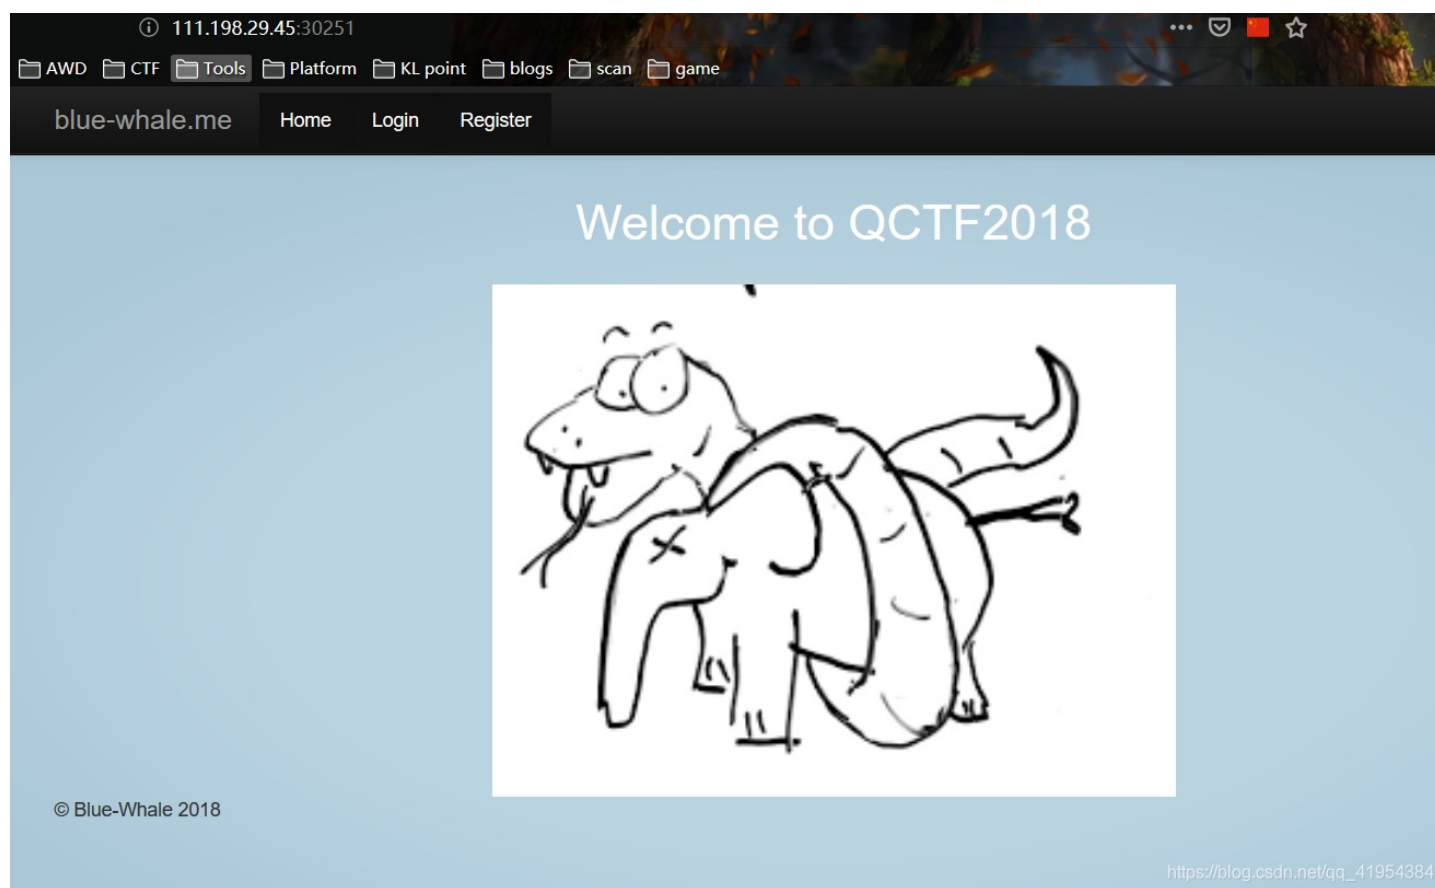 111.198.29.45:30251
AWD CTF Tools Platform KL point blogs scan game
blue-whale.me Home Login Register
Welcome to QCTF2018
© Blue-Whale 2018
https://blog.csdn.net/qq_41954384